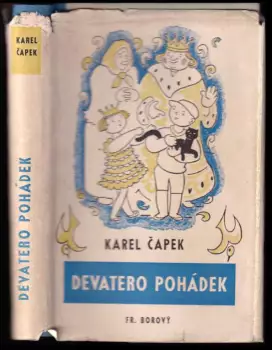 KAREL
ČAPEK
DEVATERO POHÁDEK
KAREL ČAPEK
DEVATERO POHÁDEK
FR. BOROVÝ